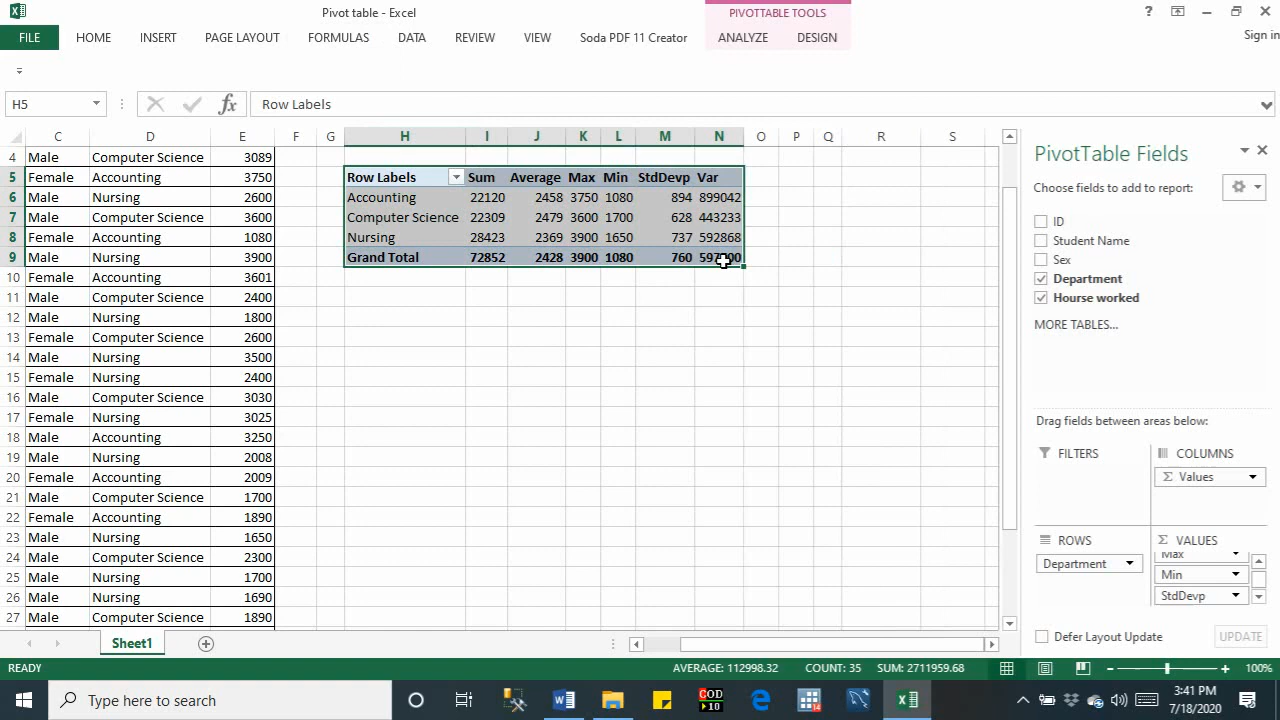 Pivot table - Excel
PIVOTTABLE TOOLS
?
FILE HOME INSERT PAGE LAYOUT FORMULAS DATA REVIEW VIEW Soda PDF 11 Creator ANALYZE DESIGN Sign in
H5 fx Row Labels
C D E F G H I J K L M N O P Q R S
4 Male Computer Science 3089
5 Female Accounting 3750 Row Labels Sum Average Max Min StdDevp Var
6 Male Nursing 2600 Accounting 22120 2458 3750 1080 894 899042
7 Male Computer Science 3600 Computer Science 22309 2479 3600 1700 628 443233
8 Female Accounting 1080 Nursing 28423 2369 3900 1650 737 592868
9 Male Nursing 3900 Grand Total 72852 2428 3900 1080 760
10 Female Accounting 3601
11 Male Computer Science 2400
12 Male Nursing 1800
13 Female Computer Science 2600
14 Male Nursing 3500
15 Female Nursing 2400
16 Male Computer Science 3030
17 Female Nursing 3025
18 Male Accounting 3250
19 Male Nursing 2008
20 Female Accounting 2009
21 Male Computer Science 1700
22 Female Accounting 1890
23 Male Nursing 1650
24 Male Computer Science 2300
25 Male Nursing 1700
26 Male Nursing 1690
27 Male Computer Science 1890
Sheet1
PivotTable Fields
Choose fields to add to report:
ID
Student Name
Sex
Department
Hourse worked
MORE TABLES...
Drag fields between areas below:
FILTERS
COLUMNS
Σ Values
ROWS
Department
Σ VALUES
Max
Min
StdDevp
Defer Layout Update UPDATE
READY AVERAGE: 112998.32 COUNT: 35 SUM: 2711959.68 100%
Type here to search
GOD
10
14
3:41 PM
7/18/2020